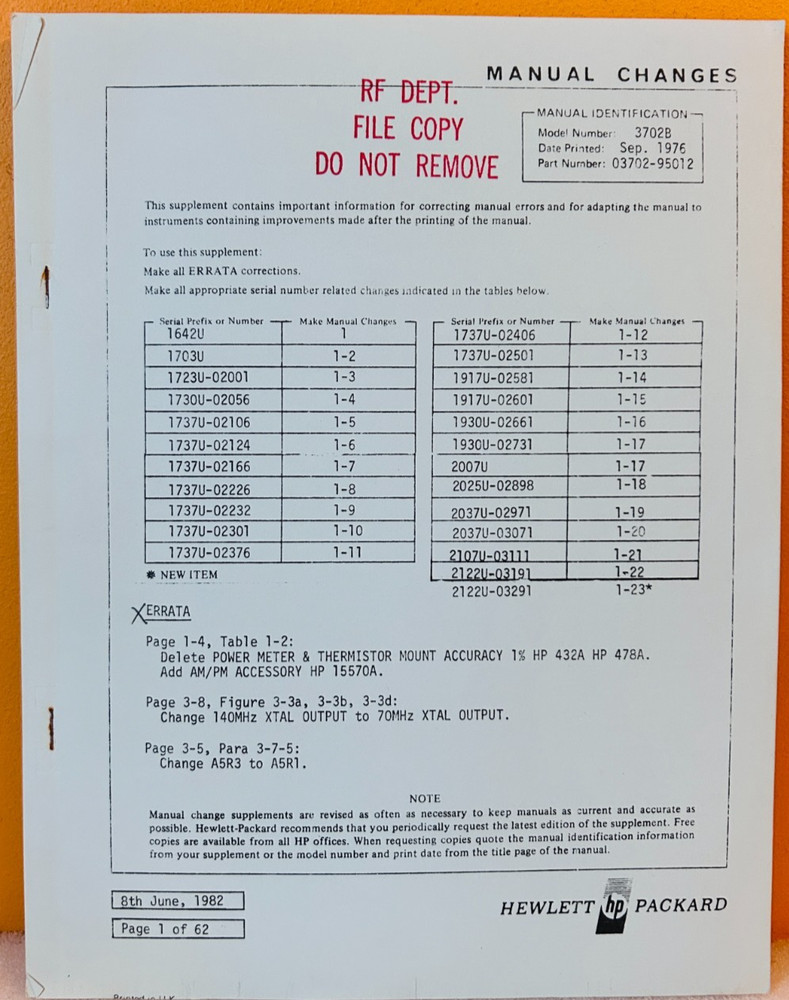 MANUAL CHANGES
RF DEPT.
FILE COPY
DO NOT REMOVE
MANUAL IDENTIFICATION
Model Number: 3702B
Date Printed: Sep. 1976
Part Number: 03702-95012
This supplement contains important information for correcting manual errors and for adapting the manual to
instruments containing improvements made after the printing of the manual.
To use this supplement:
Make all ERRATA corrections.
Make all appropriate serial number related changes indicated in the tables below.
Serial Prefix or Number Make Manual Changes
1642U 1
1703U 1-2
1723U-02001 1-3
1730U-02056 1-4
1737U-02106 1-5
1737U-02124 1-6
1737U-02166 1-7
1737U-02226 1-8
1737U-02232 1-9
1737U-02301 1-10
1737U-02376 1-11
* NEW ITEM
Serial Prefix or Number Make Manual Changes
1737U-02406 1-12
1737U-02501 1-13
1917U-02581 1-14
1917U-02601 1-15
1930U-02661 1-16
1930U-02731 1-17
2007U 1-17
2025U-02898 1-18
2037U-02971 1-19
2037U-03071 1-20
2107U-03111 1-21
2122U-03191 1-22
2122U-03291 1-23*
XERRATA
Page 1-4, Table 1-2:
Delete POWER METER & THERMISTOR MOUNT ACCURACY 1% HP 432A HP 478A.
Add AM/PM ACCESSORY HP 15570A.
Page 3-8, Figure 3-3a, 3-3b, 3-3d:
Change 140MHz XTAL OUTPUT to 70MHz XTAL OUTPUT.
Page 3-5, Para 3-7-5:
Change A5R3 to A5R1.
NOTE
Manual change supplements are revised as often as necessary to keep manuals as current and accurate as
possible. Hewlett-Packard recommends that you periodically request the latest edition of the supplement. Free
copies are available from all HP offices. When requesting copies quote the manual identification information
from your supplement or the model number and print date from the title page of the manual.
8th June, 1982
Page 1 of 62
HEWLETT hp PACKARD
Printed in U.K.